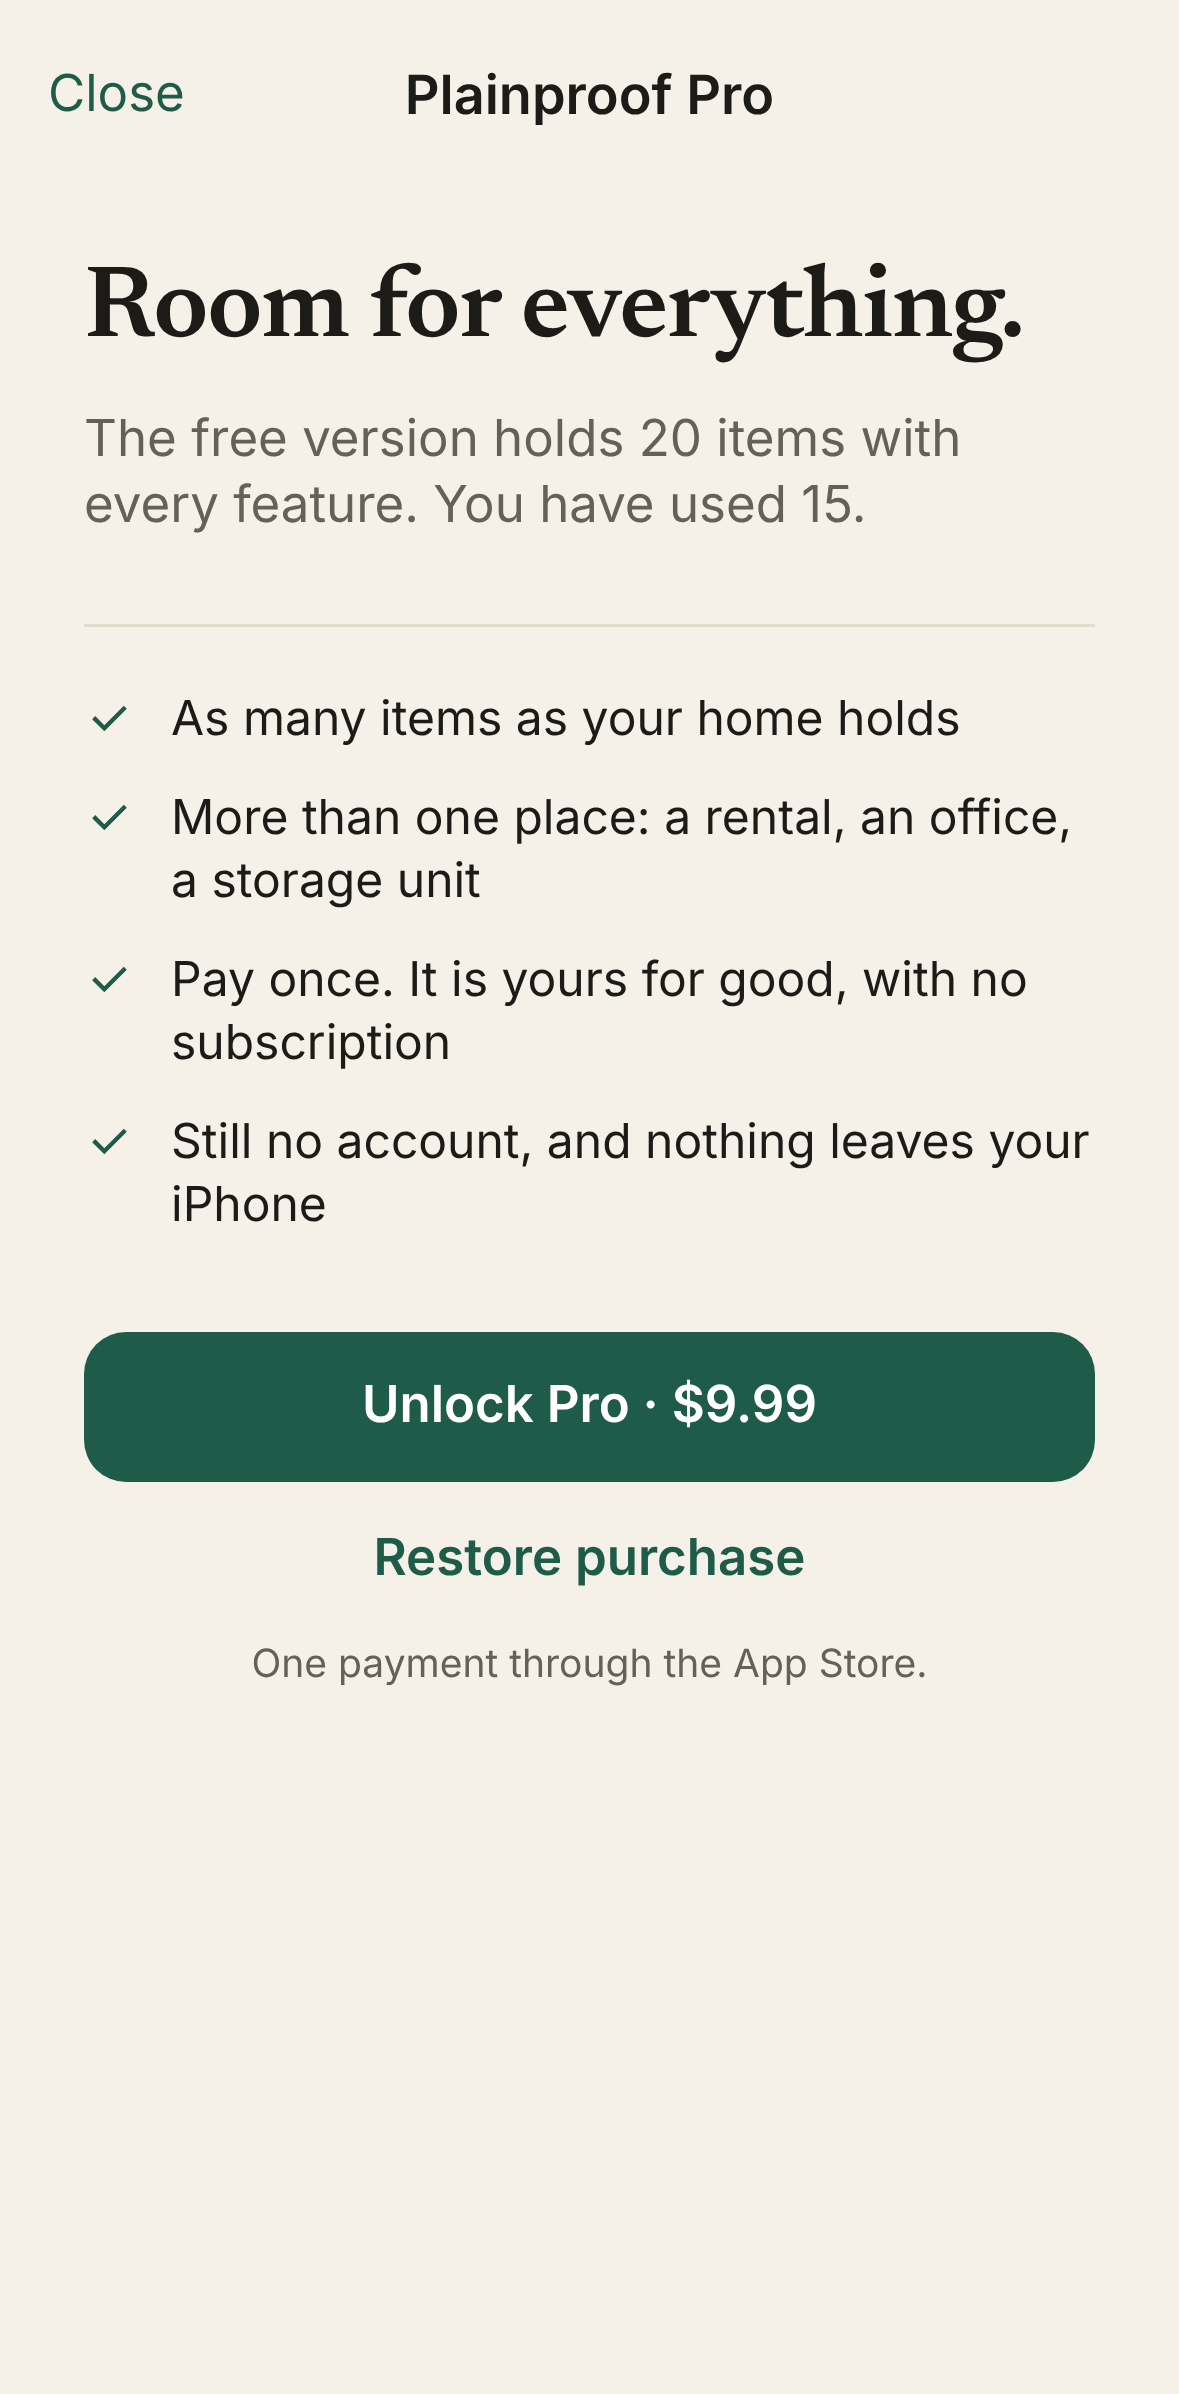 Close
Plainproof Pro
Room for everything.
The free version holds 20 items with
every feature. You have used 15.
As many items as your home holds
More than one place: a rental, an office,
a storage unit
Pay once. It is yours for good, with no
subscription
Still no account, and nothing leaves your
iPhone
Unlock Pro · $9.99
Restore purchase
One payment through the App Store.